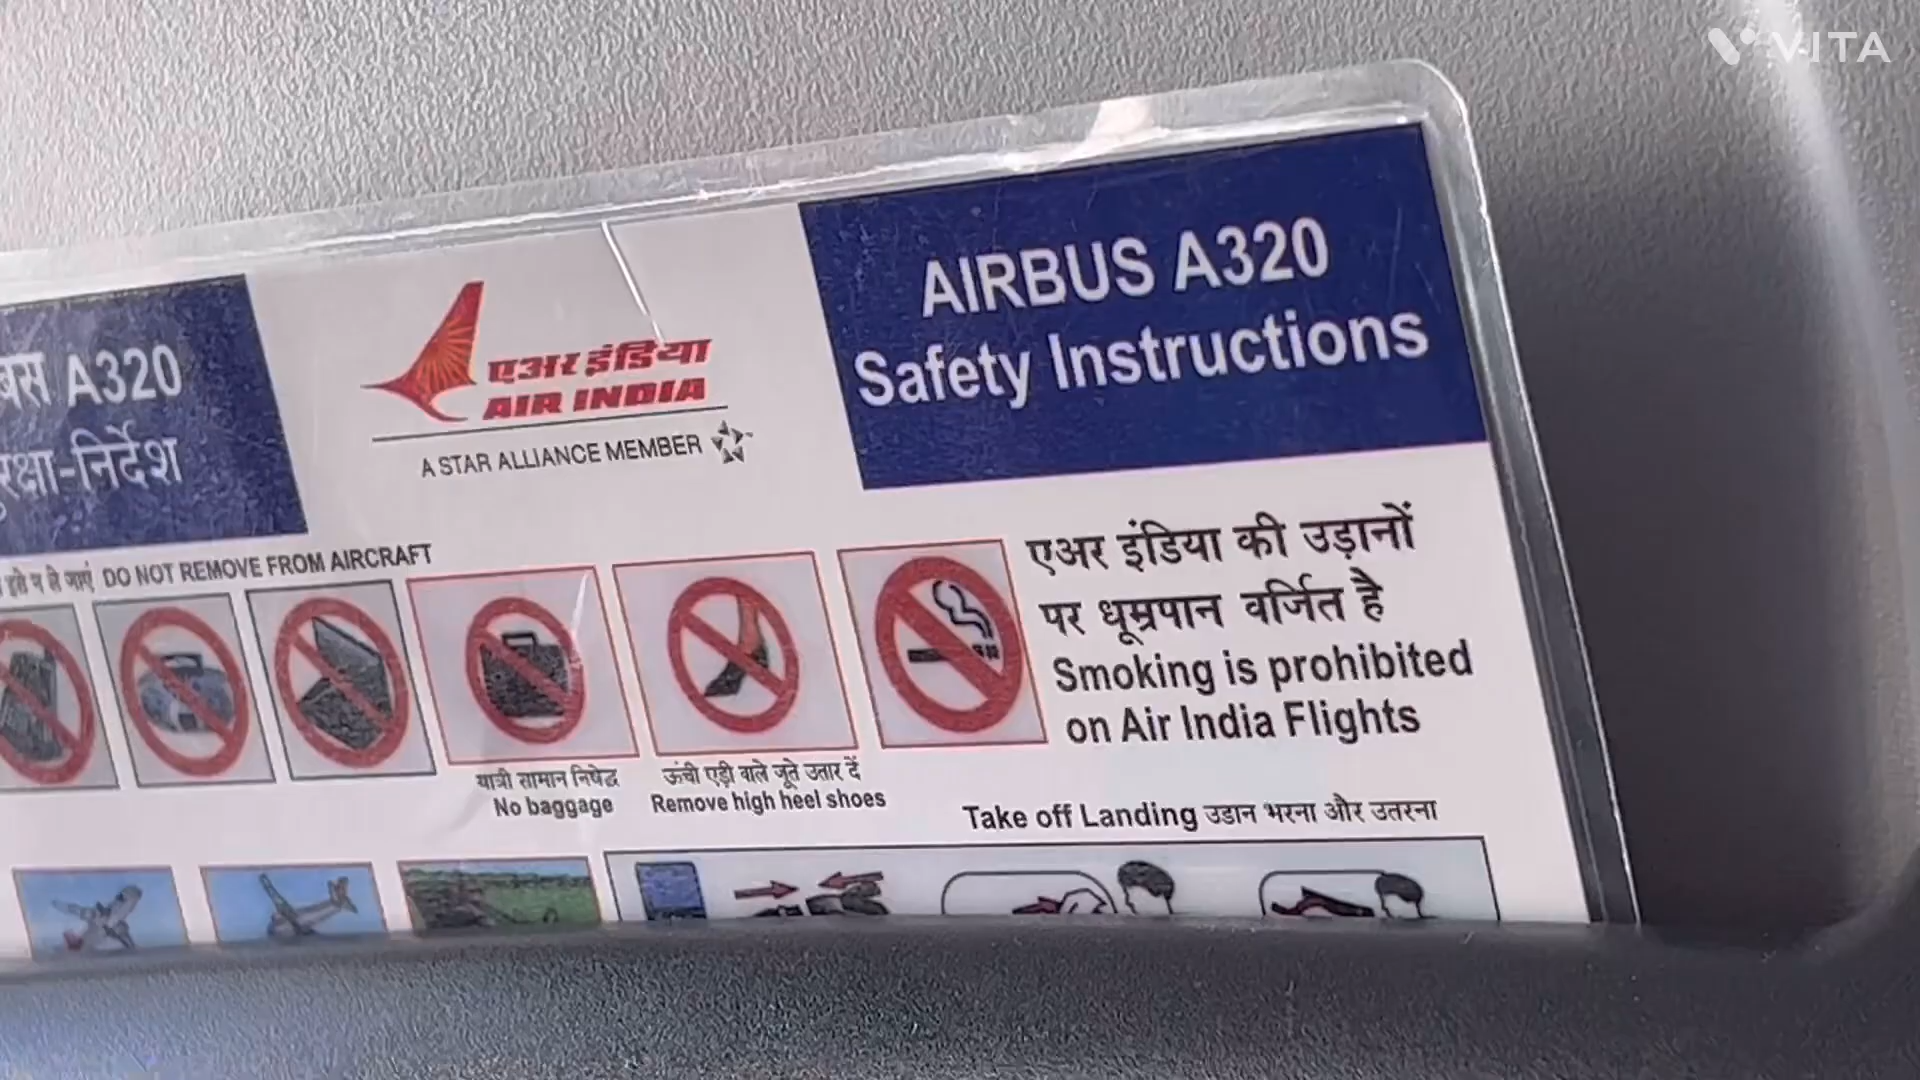 VITA
AIRBUS A320
Safety Instructions
एअर इंडिया
AIR INDIA
A STAR ALLIANCE MEMBER
बस A320
रक्षा-निर्देश
DO NOT REMOVE FROM AIRCRAFT
एअर इंडिया की उड़ानों
पर धूम्रपान वर्जित है
Smoking is prohibited
on Air India Flights
यात्री सामान निषेद्ध
No baggage
ऊंची एड़ी वाले जूते उतार दें
Remove high heel shoes
Take off Landing उडान भरना और उतरना